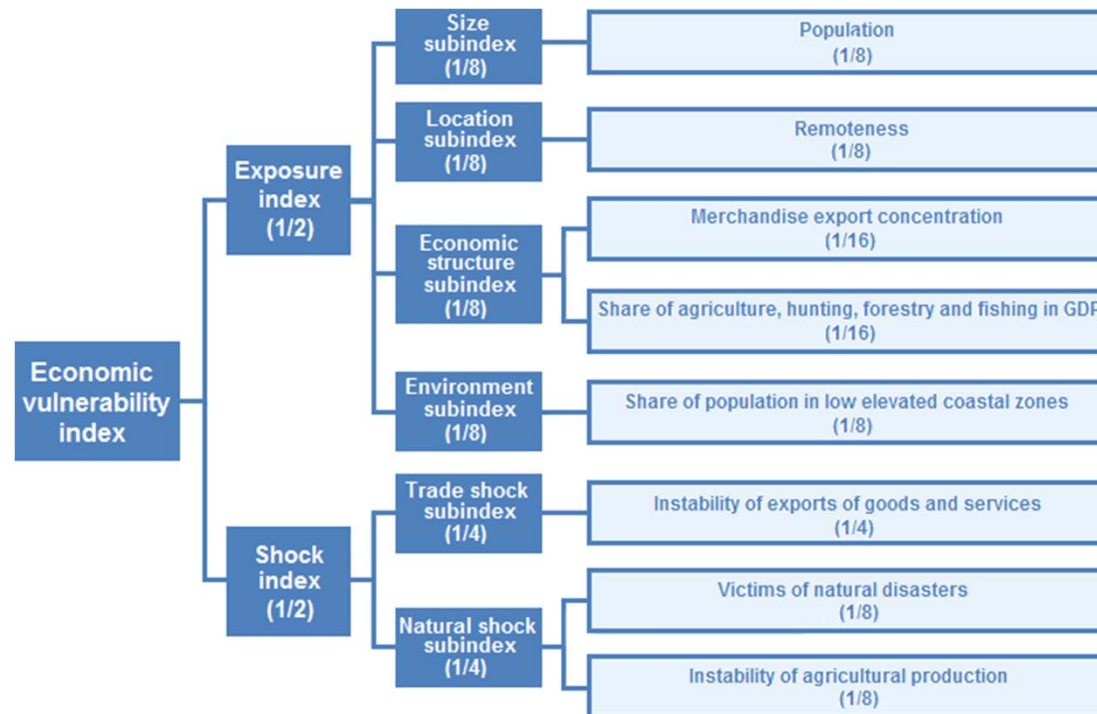 Economic
vulnerability
index
Exposure
index
(1/2)
Size
subindex
(1/8)
Population
(1/8)
Location
subindex
(1/8)
Remoteness
(1/8)
Economic
structure
subindex
(1/8)
Merchandise export concentration
(1/16)
Share of agriculture, hunting, forestry and fishing in GDP
(1/16)
Environment
subindex
(1/8)
Share of population in low elevated coastal zones
(1/8)
Shock
index
(1/2)
Trade shock
subindex
(1/4)
Instability of exports of goods and services
(1/4)
Natural shock
subindex
(1/4)
Victims of natural disasters
(1/8)
Instability of agricultural production
(1/8)